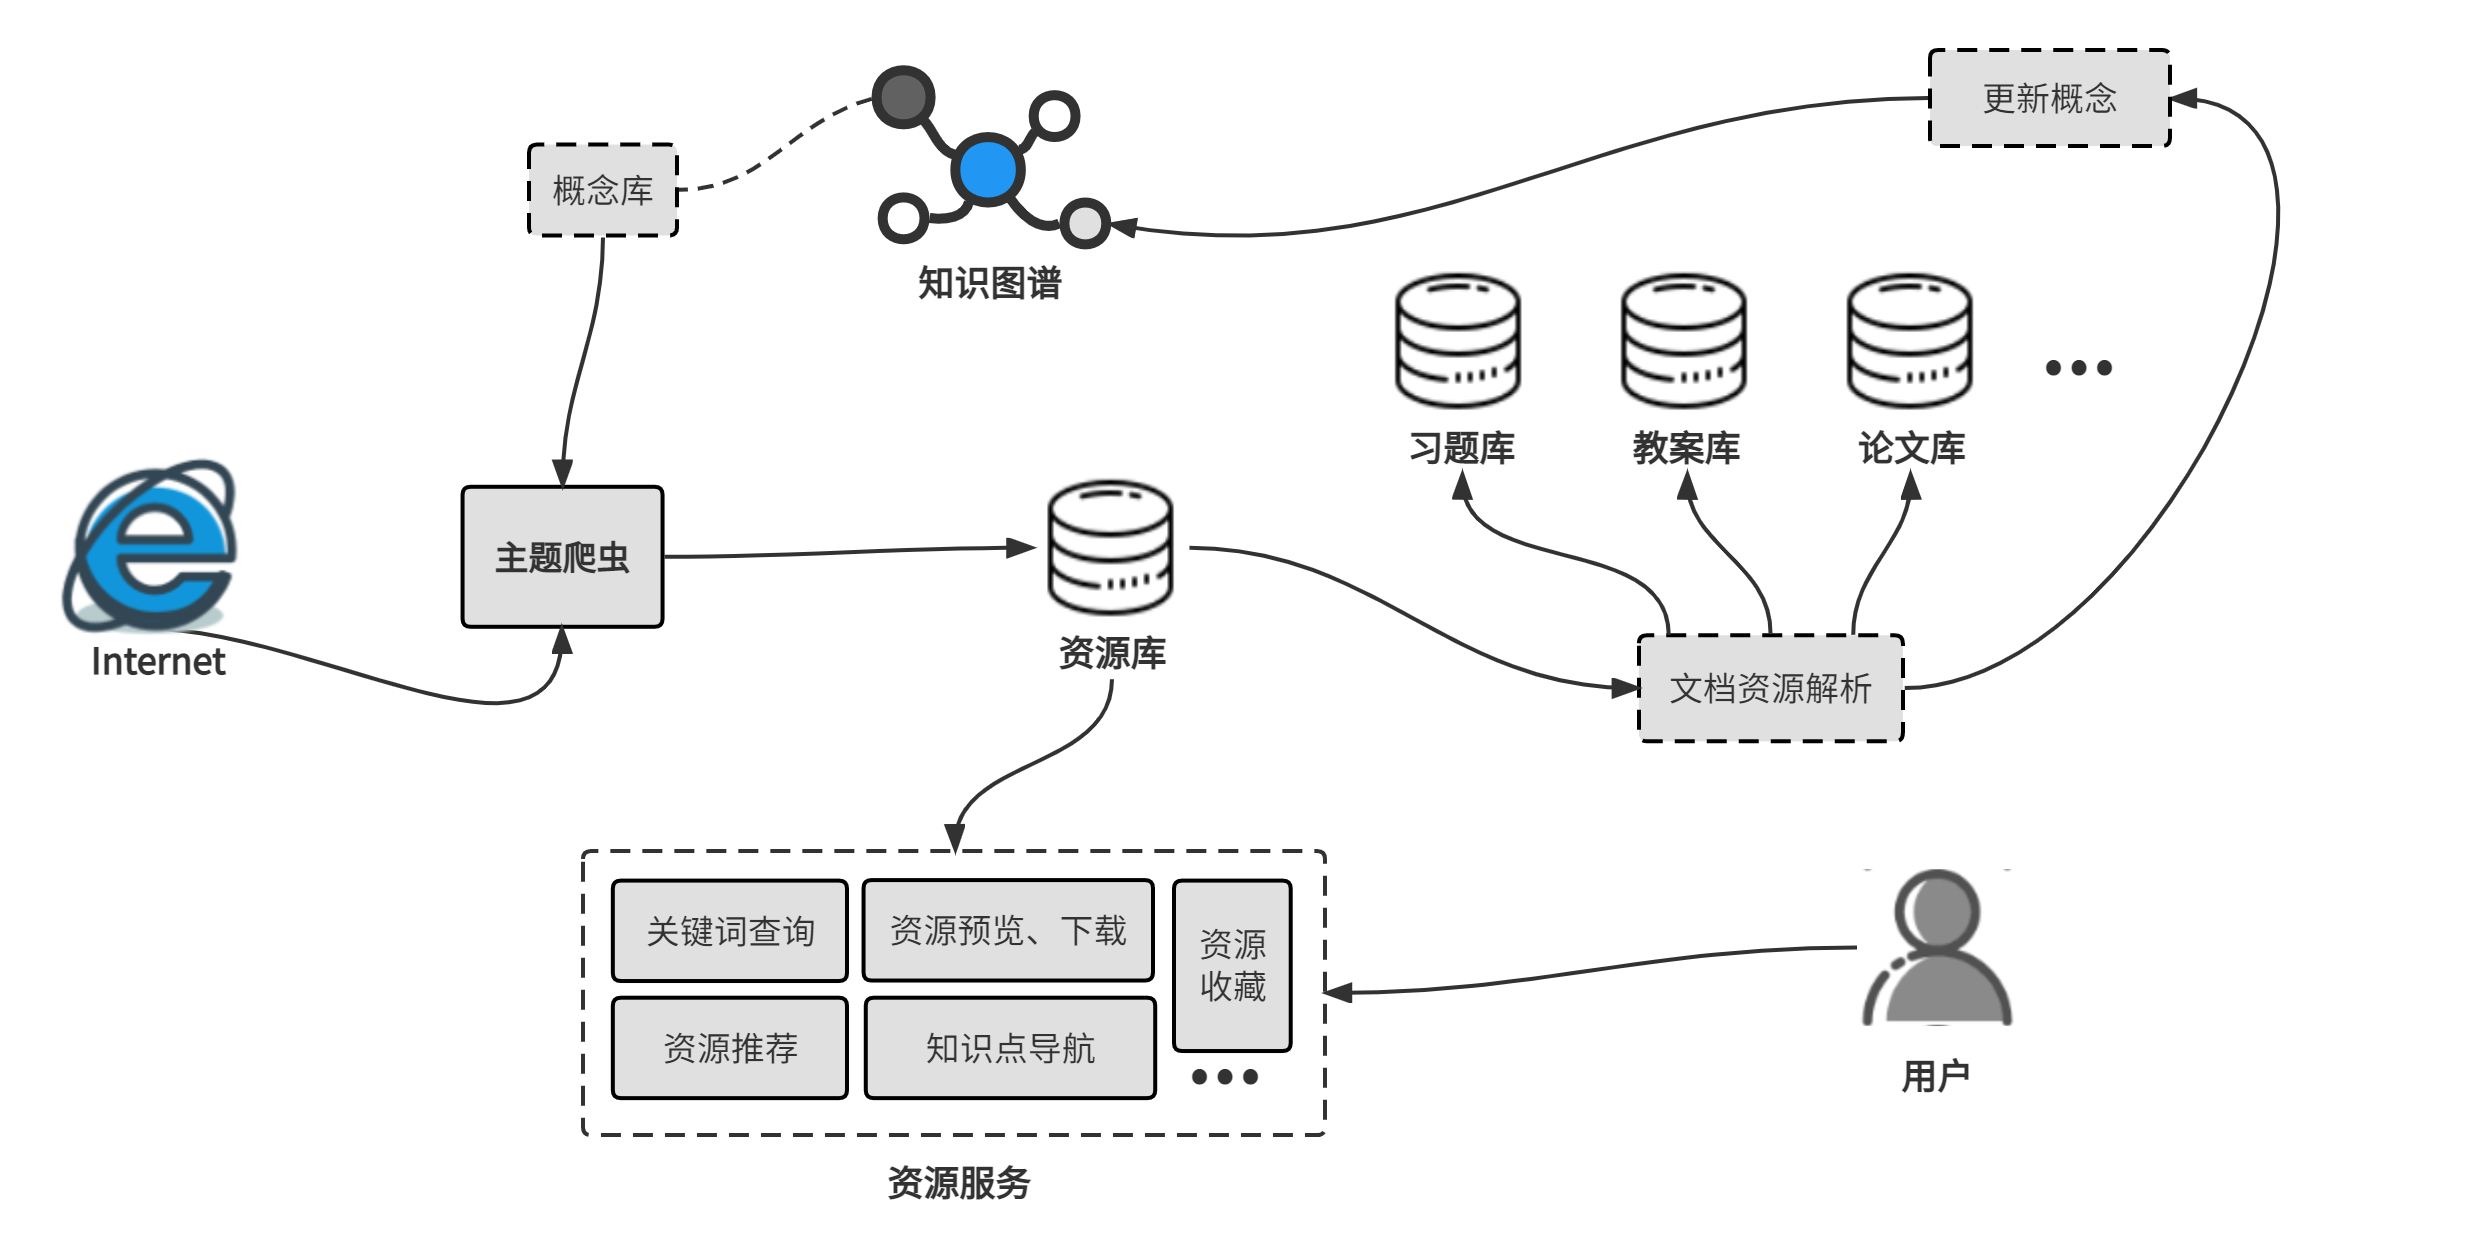 更新概念
概念库
知识图谱
习题库
教案库
论文库
主题爬虫
Internet
资源库
文档资源解析
关键词查询
资源预览、下载
资源
收藏
资源推荐
知识点导航
用户
资源服务